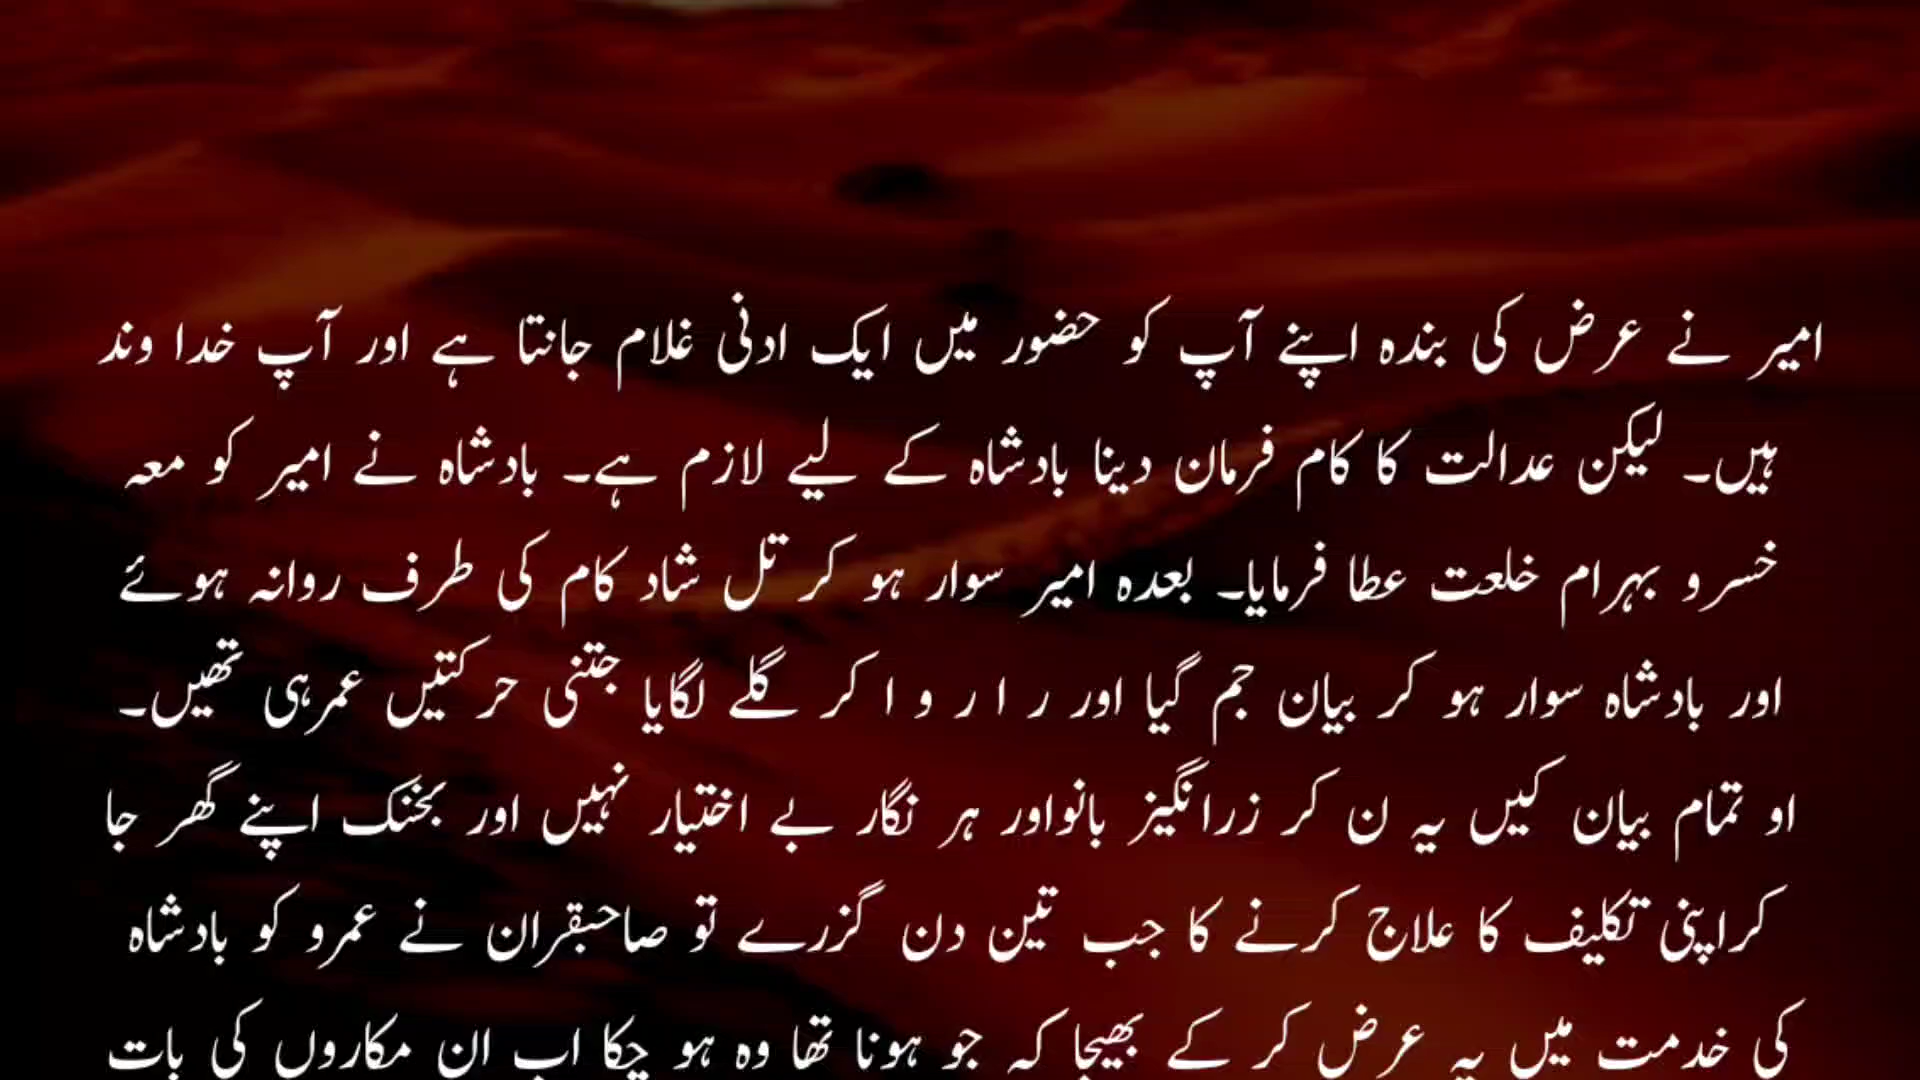 امیر نے عرض کی بندہ اپنے آپ کو حضور میں ایک ادنی غلام جانتا ہے اور آپ خدا وند
ہیں۔ لیکن عدالت کا کام فرمان دینا بادشاہ کے لیے لازم ہے۔ بادشاہ نے امیر کو معہ
خسر و بہرام خلعت عطا فرمایا۔ بعدہ امیر سوار ہو کر تل شاد کام کی طرف روانہ ہوئے
اور بادشاہ سوار ہو کر بیان جم گیا اور ر ا ر و ا کر گلے لگایا جتنی حرکتیں عمرہی تھیں۔
او تمام بیان کیں یہ ن کر زرانگیز بانواور ہر نگار بے اختیار نہیں اور بختک اپنے گھر جا
کراپنی تکلیف کا علاج کرنے کا جب تین دن گزرے تو صاحبقران نے عمرو کو بادشاہ
کی خدمت میں یہ عرض کر کے بھیجا کہ جو ہونا تھا وہ ہو چکا اب ان مکاروں کی بات